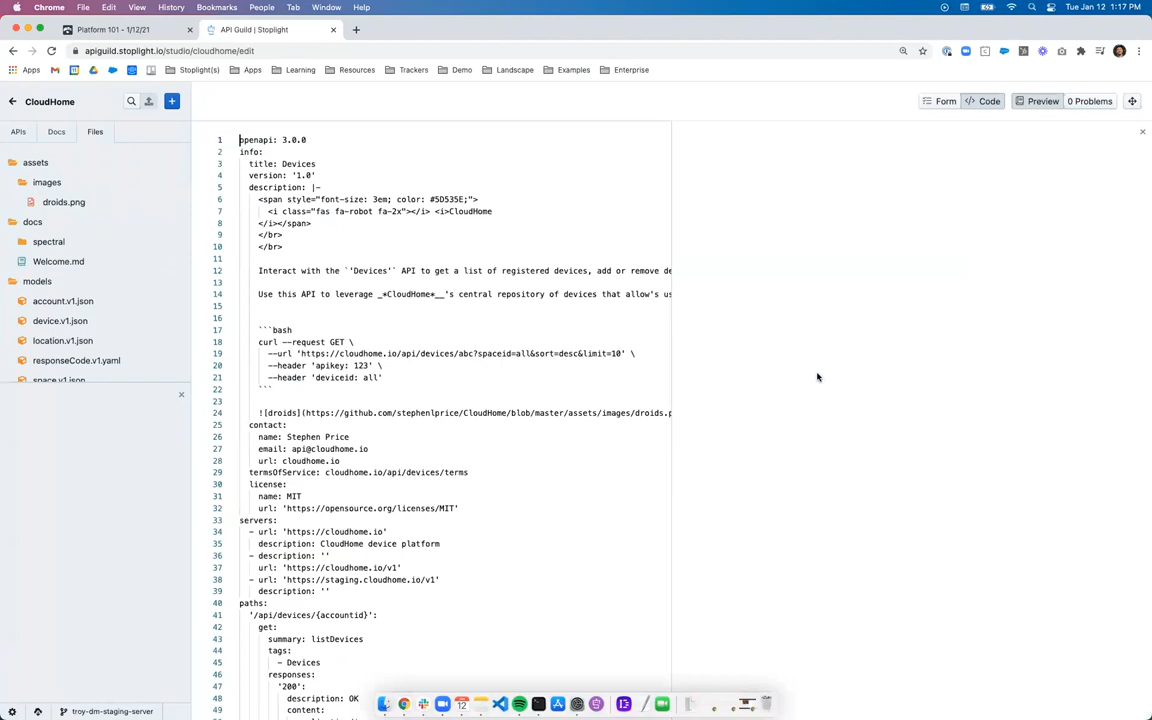 Chrome File Edit View History Bookmarks People Tab Window Help Tue Jan 12 1:17 PM
Platform 101 - 1/12/21 API Guild | Stoplight
apiguild.stoplight.io/studio/cloudhome/edit
Apps Stoplight(s) Apps Learning Resources Trackers Demo Landscape Examples Enterprise
CloudHome Form Code Preview 0 Problems
APIs Docs Files
assets
images
droids.png
docs
spectral
Welcome.md
models
account.v1.json
device.v1.json
location.v1.json
responseCode.v1.yaml
space.v1.json
troy-dm-staging-server
1 openapi: 3.0.0
2 info:
3 title: Devices
4 version: '1.0'
5 description: |-
6 <span style="font-size: 3em; color: #5D535E;">
7 <i class="fas fa-robot fa-2x"></i> <i>CloudHome
8 </i></span>
9 </br>
10 </br>
11
12 Interact with the `'Devices'` API to get a list of registered devices, add or remove de
13
14 Use this API to leverage _*CloudHome*__'s central repository of devices that allow's us
15
16
17 ```bash
18 curl --request GET \
19 --url 'https://cloudhome.io/api/devices/abc?spaceid=all&sort=desc&limit=10' \
20 --header 'apikey: 123' \
21 --header 'deviceid: all'
22 ```
23
24 ![droids](https://github.com/stephenlprice/CloudHome/blob/master/assets/images/droids.p
25 contact:
26 name: Stephen Price
27 email: api@cloudhome.io
28 url: cloudhome.io
29 termsOfService: cloudhome.io/api/devices/terms
30 license:
31 name: MIT
32 url: 'https://opensource.org/licenses/MIT'
33 servers:
34 - url: 'https://cloudhome.io'
35 description: CloudHome device platform
36 - description: ''
37 url: 'https://cloudhome.io/v1'
38 - url: 'https://staging.cloudhome.io/v1'
39 description: ''
40 paths:
41 '/api/devices/{accountid}':
42 get:
43 summary: listDevices
44 tags:
45 - Devices
46 responses:
47 '200':
48 description: OK
49 content:
12